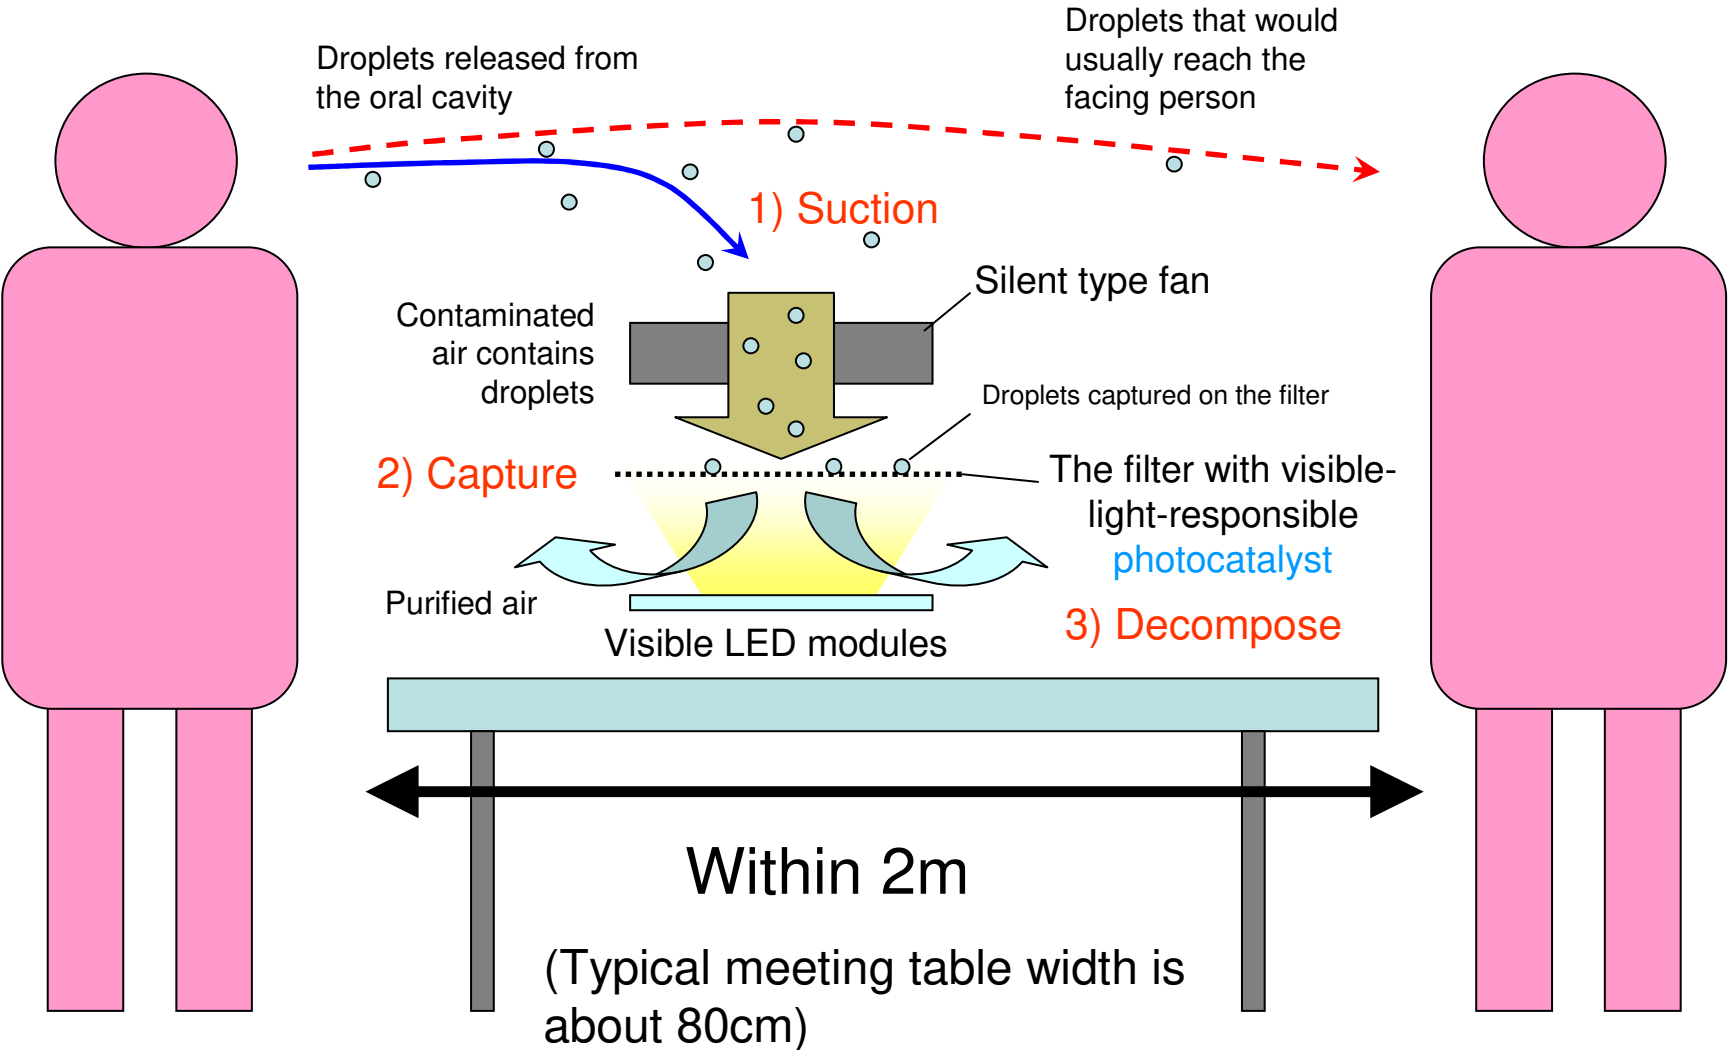 Droplets released from
the oral cavity
Droplets that would
usually reach the
facing person
1) Suction
Silent type fan
Contaminated
air contains
droplets
Droplets captured on the filter
2) Capture
The filter with visible-
light-responsible
photocatalyst
Purified air
3) Decompose
Visible LED modules
Within 2m
(Typical meeting table width is
about 80cm)